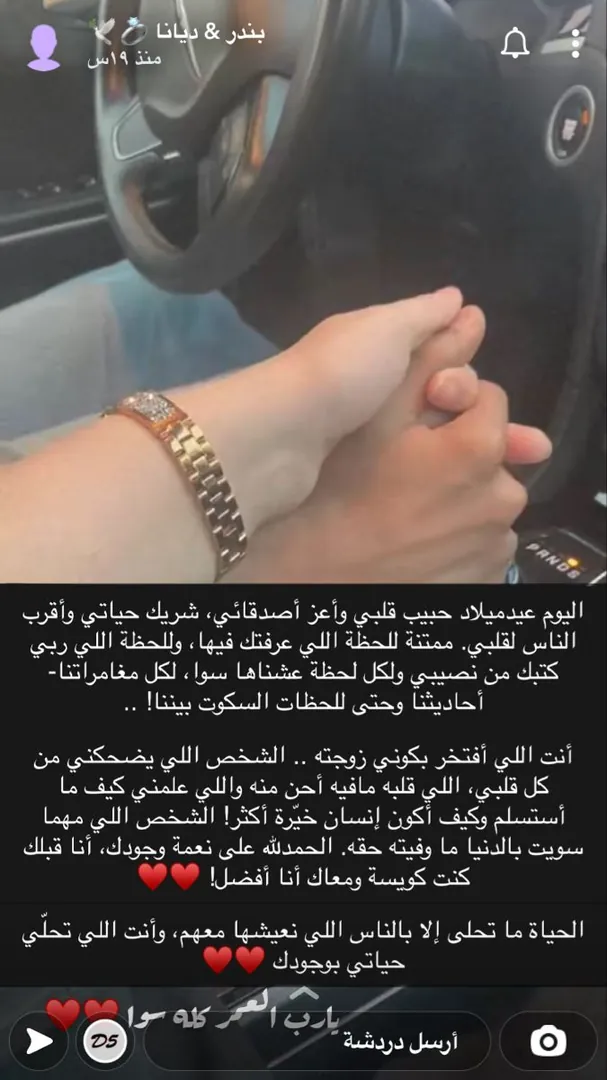 بندر & ديانا 💍🕊️
منذ ١٩س
PRNDS
اليوم عيدميلاد حبيب قلبي وأعز أصدقائي، شريك حياتي وأقرب
الناس لقلبي. ممتنة للحظة اللي عرفتك فيها، وللحظة اللي ربي
كتبك من نصيبي ولكل لحظة عشناها سوا، لكل مغامراتنا-
أحاديثنا وحتى للحظات السكوت بيننا! ..
أنت اللي أفتخر بكوني زوجته .. الشخص اللي يضحكني من
كل قلبي، اللي قلبه مافيه أحن منه واللي علمني كيف ما
أستسلم وكيف أكون إنسان خيّرة أكثر! الشخص اللي مهما
سويت بالدنيا ما وفيته حقه. الحمدلله على نعمة وجودك، أنا قبلك
كنت كويسة ومعاك أنا أفضل! ♥️♥️
الحياة ما تحلى إلا بالناس اللي نعيشها معهم، وأنت اللي تحلّي
حياتي بوجودك ♥️♥️
يارب العمر كله سوا ♥️♥️
أرسل دردشة
D5